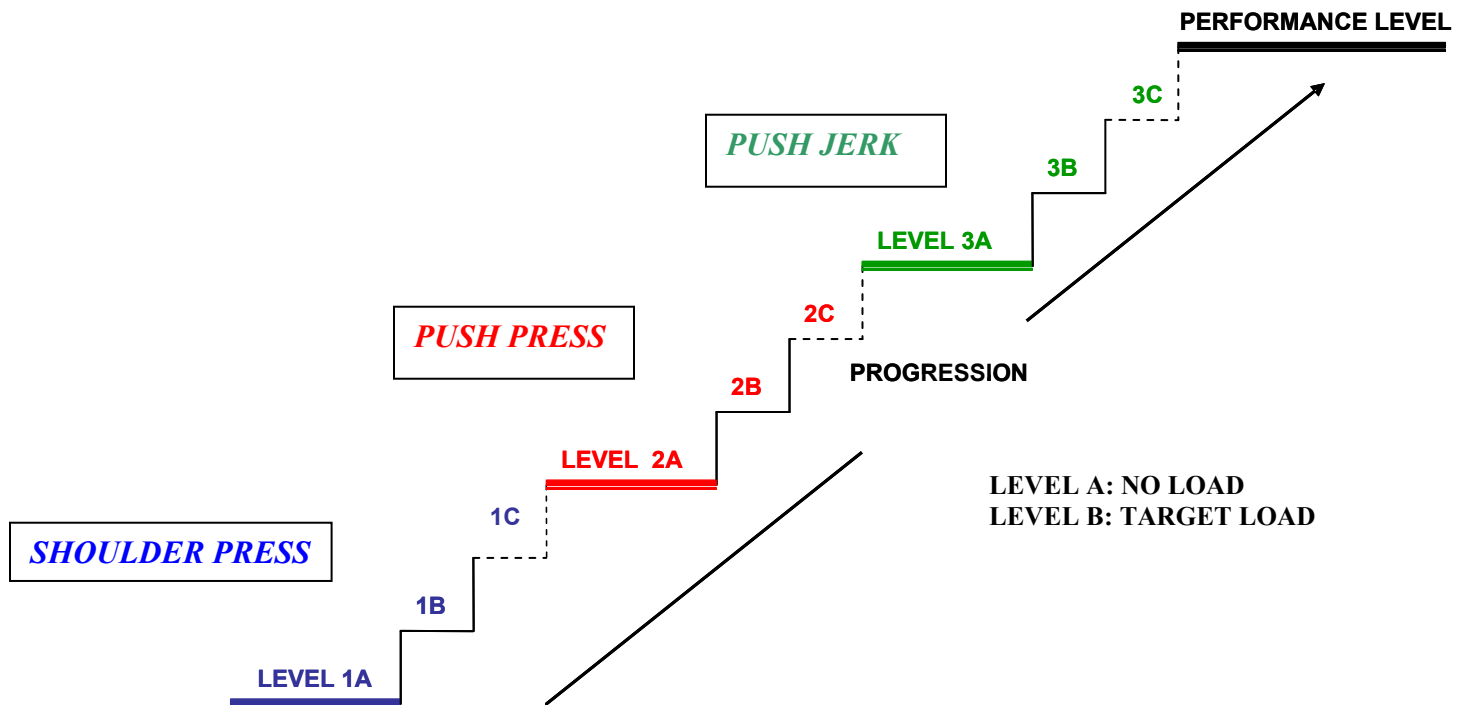 PERFORMANCE LEVEL
3C
PUSH JERK
3B
LEVEL 3A
2C
PUSH PRESS
PROGRESSION
2B
LEVEL 2A
LEVEL A: NO LOAD
LEVEL B: TARGET LOAD
1C
SHOULDER PRESS
1B
LEVEL 1A